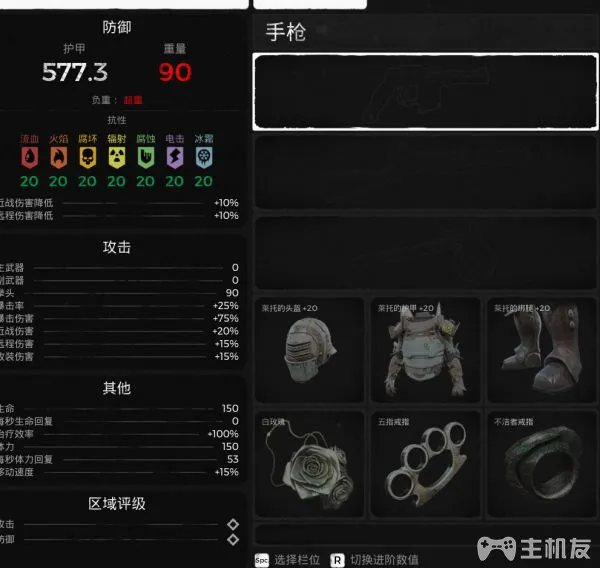 防御
手枪
护甲
重量
577.3
90
负重： 超重
抗性
流血 火焰 腐坏 辐射 腐蚀 电击 冰霜
20 20 20 20 20 20 20
近战伤害降低 +10%
远程伤害降低 +10%
攻击
主武器 0
副武器 0
拳头 90
暴击率 +25%
暴击伤害 +75%
近战伤害 +20%
远程伤害 +15%
改装伤害 +15%
莱托的头盔 +20
莱托的护甲 +20
莱托的绑腿 +20
其他
生命 150
每秒生命回复 0
治疗效率 +100%
体力 150
每秒体力回复 53
移动速度 +15%
白玫瑰
五指戒指
不洁者戒指
区域评级
攻击
防御
Spc 选择栏位
R 切换进阶数值
主机友